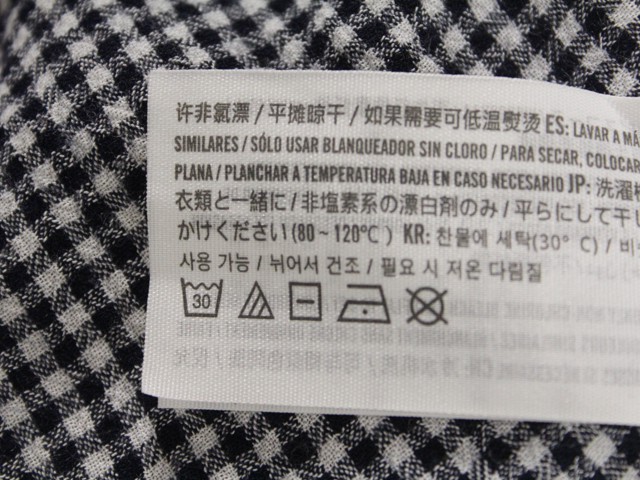 许非氯漂 / 平摊晾干 / 如果需要可低温熨烫 ES: LAVAR A MÁ
SIMILARES / SÓLO USAR BLANQUEADOR SIN CLORO / PARA SECAR, COLOCAR
PLANA / PLANCHAR A TEMPERATURA BAJA EN CASO NECESARIO JP: 洗濯
衣類と一緒に / 非塩素系の漂白剤のみ / 平らにして干し
かけください (80 ~ 120℃ ) KR: 찬물에 세탁(30° C) / 비
사용 가능 / 뉘어서 건조 / 필요 시 저온 다림질
30